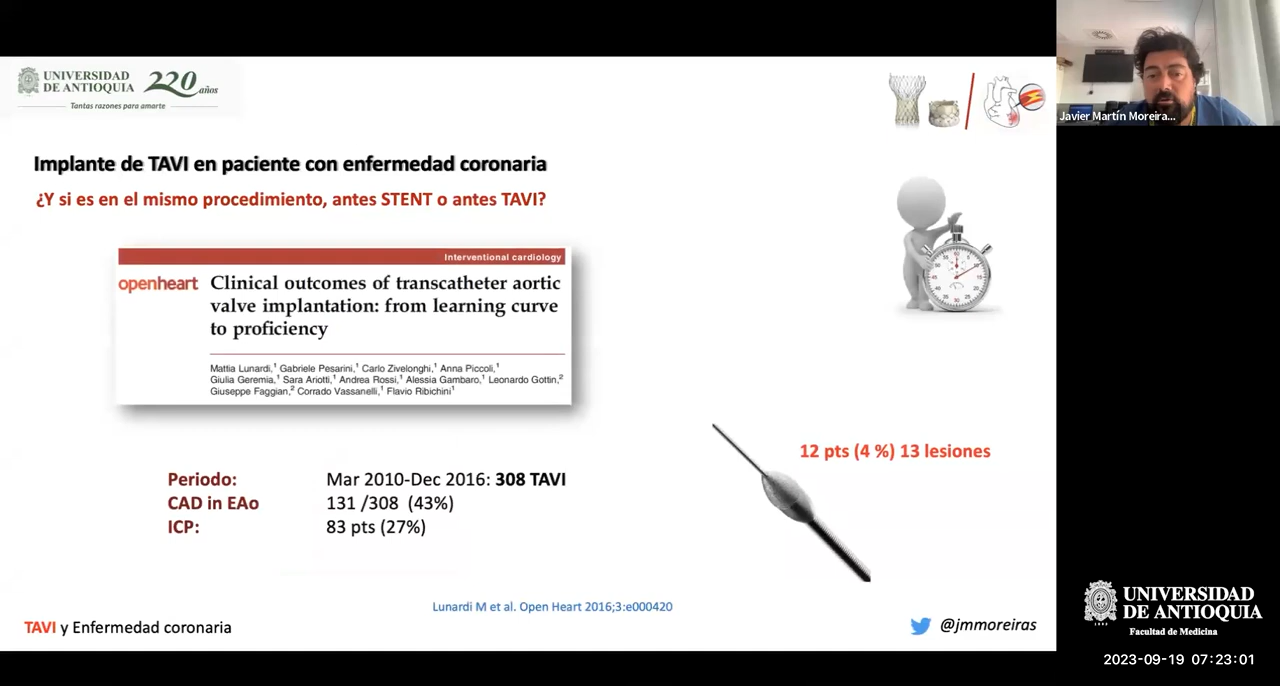 UNIVERSIDAD
DE ANTIOQUIA
220 años
Tantas razones para amarte
Javier Martín Moreira...
Implante de TAVI en paciente con enfermedad coronaria
¿Y si es en el mismo procedimiento, antes STENT o antes TAVI?
Interventional cardiology
openheart
Clinical outcomes of transcatheter aortic
valve implantation: from learning curve
to proficiency
Mattia Lunardi,¹ Gabriele Pesarini,¹ Carlo Zivelonghi,¹ Anna Piccoli,¹
Giulia Geremia,¹ Sara Ariotti,¹ Andrea Rossi,¹ Alessia Gambaro,¹ Leonardo Gottin,²
Giuseppe Faggian,² Corrado Vassanelli,¹ Flavio Ribichini¹
12 pts (4 %) 13 lesiones
Periodo: Mar 2010-Dec 2016: 308 TAVI
CAD in EAo 131 /308 (43%)
ICP: 83 pts (27%)
Lunardi M et al. Open Heart 2016;3:e000420
TAVI y Enfermedad coronaria
@jmmoreiras
UNIVERSIDAD
DE ANTIOQUIA
Facultad de Medicina
2023-09-19 07:23:01